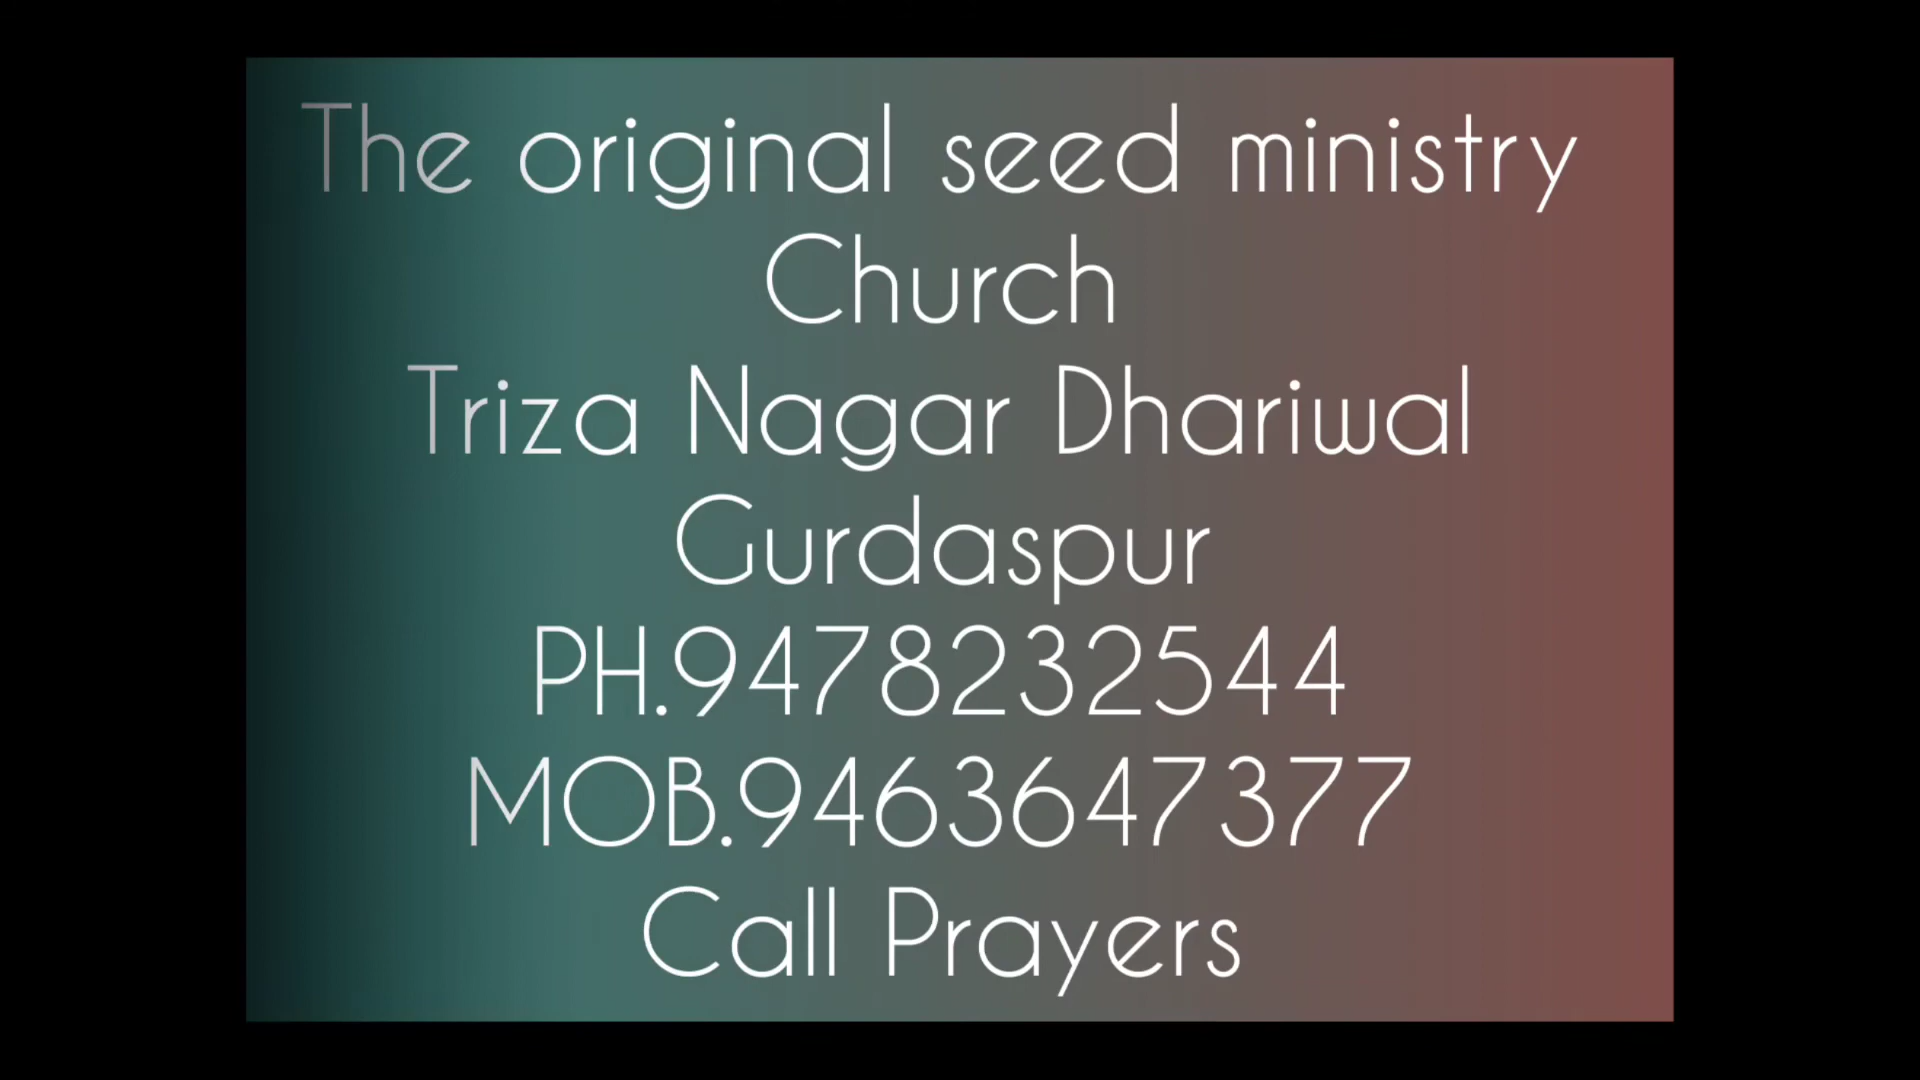 The original seed ministry
Church
Triza Nagar Dhariwal
Gurdaspur
PH.9478232544
MOB.9463647377
Call Prayers